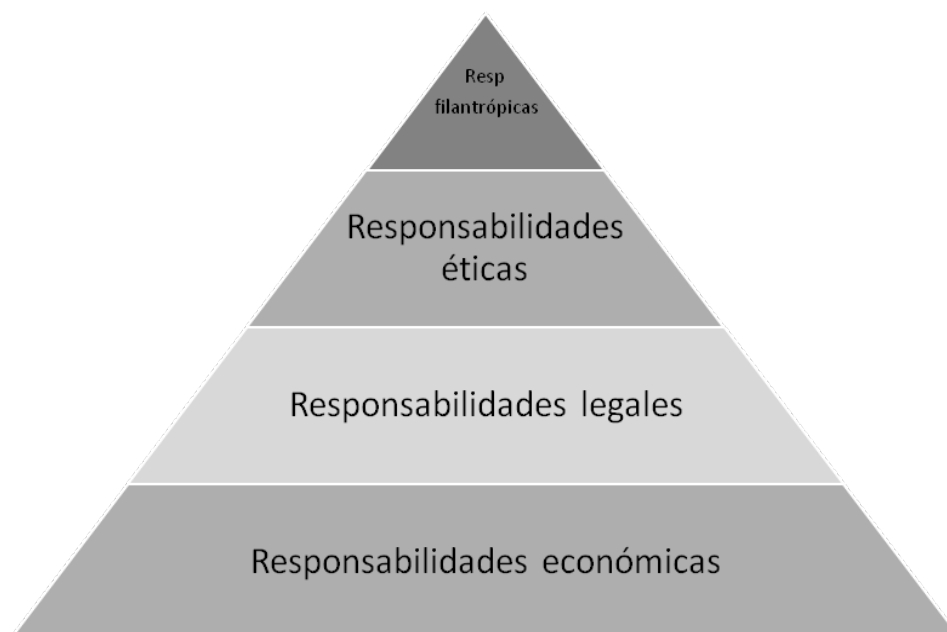 Resp
filantrópicas
Responsabilidades
éticas
Responsabilidades legales
Responsabilidades económicas